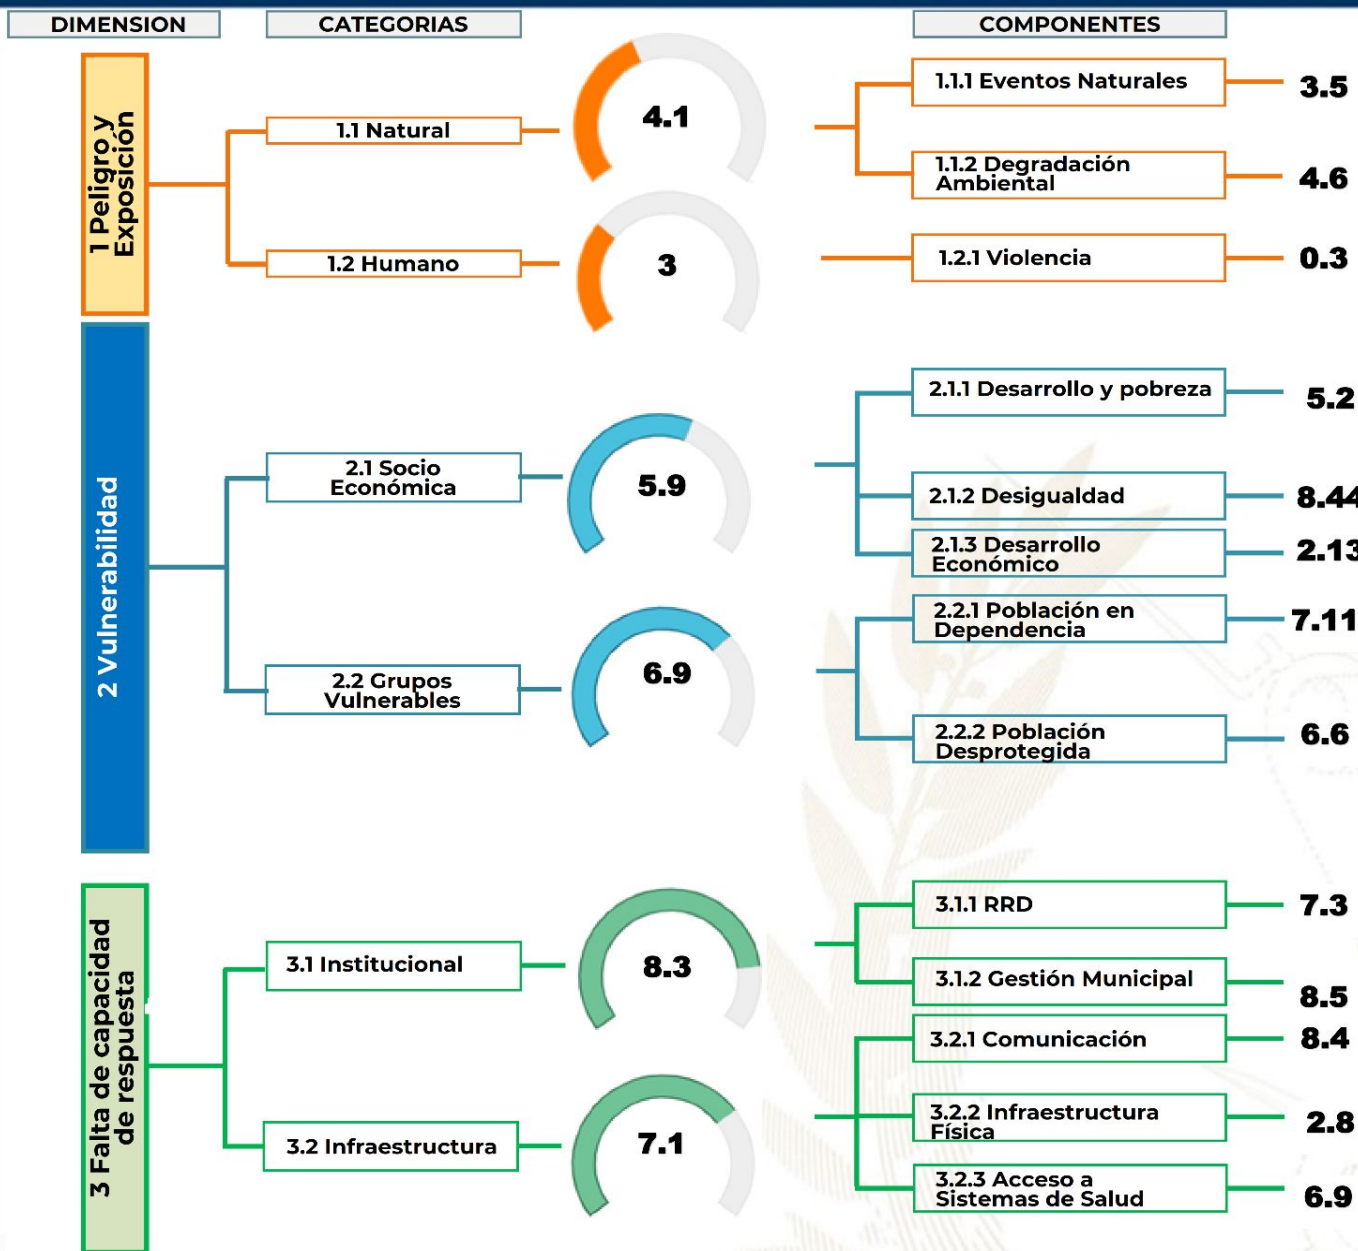 DIMENSION
CATEGORIAS
COMPONENTES
1 Peligro y
Exposición
1.1 Natural
4.1
1.1.1 Eventos Naturales
3.5
1.1.2 Degradación
Ambiental
4.6
1.2 Humano
3
1.2.1 Violencia
0.3
2 Vulnerabilidad
2.1 Socio
Económica
5.9
2.1.1 Desarrollo y pobreza
5.2
2.1.2 Desigualdad
8.44
2.1.3 Desarrollo
Económico
2.13
2.2 Grupos
Vulnerables
6.9
2.2.1 Población en
Dependencia
7.11
2.2.2 Población
Desprotegida
6.6
3 Falta de capacidad
de respuesta
3.1 Institucional
8.3
3.1.1 RRD
7.3
3.1.2 Gestión Municipal
8.5
3.2 Infraestructura
7.1
3.2.1 Comunicación
8.4
3.2.2 Infraestructura
Física
2.8
3.2.3 Acceso a
Sistemas de Salud
6.9